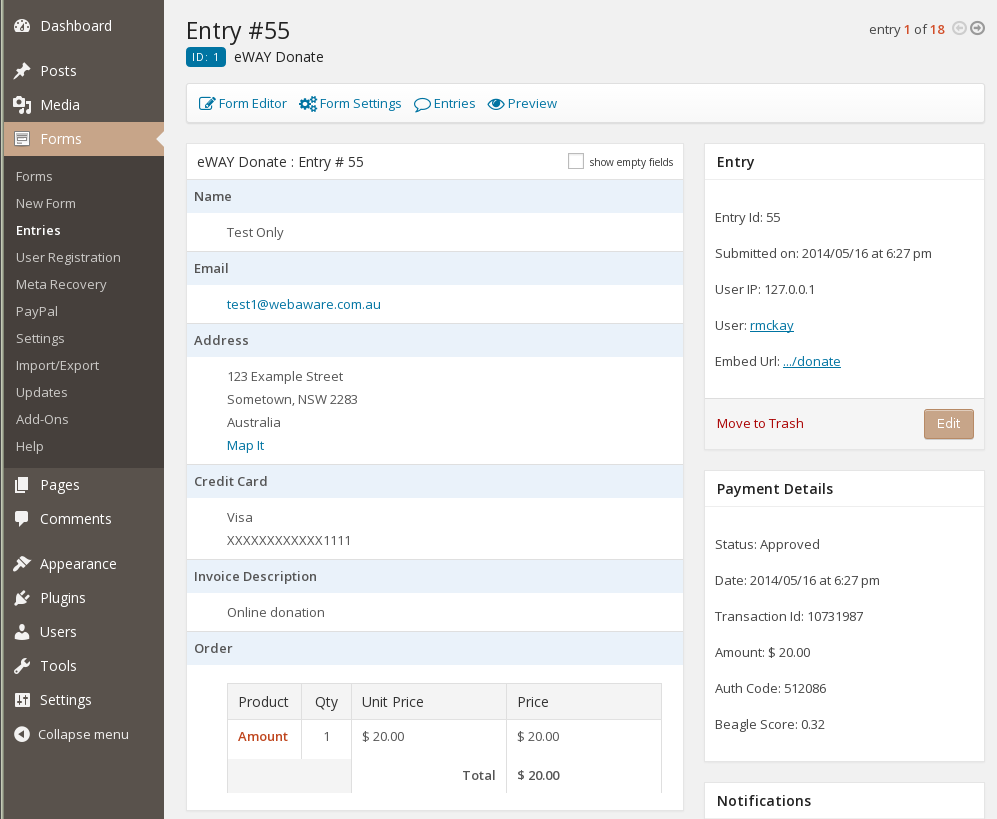 Dashboard
Posts
Media
Forms
Forms
New Form
Entries
User Registration
Meta Recovery
PayPal
Settings
Import/Export
Updates
Add-Ons
Help
Pages
Comments
Appearance
Plugins
Users
Tools
Settings
Collapse menu
Entry #55
ID: 1 eWAY Donate
entry 1 of 18
Form Editor Form Settings Entries Preview
eWAY Donate : Entry # 55 show empty fields
Name
Test Only
Email
test1@webaware.com.au
Address
123 Example Street
Sometown, NSW 2283
Australia
Map It
Credit Card
Visa
XXXXXXXXXXXX1111
Invoice Description
Online donation
Order
Product Qty Unit Price Price
Amount 1 $ 20.00 $ 20.00
Total $ 20.00
Entry
Entry Id: 55
Submitted on: 2014/05/16 at 6:27 pm
User IP: 127.0.0.1
User: rmckay
Embed Url: .../donate
Move to Trash Edit
Payment Details
Status: Approved
Date: 2014/05/16 at 6:27 pm
Transaction Id: 10731987
Amount: $ 20.00
Auth Code: 512086
Beagle Score: 0.32
Notifications